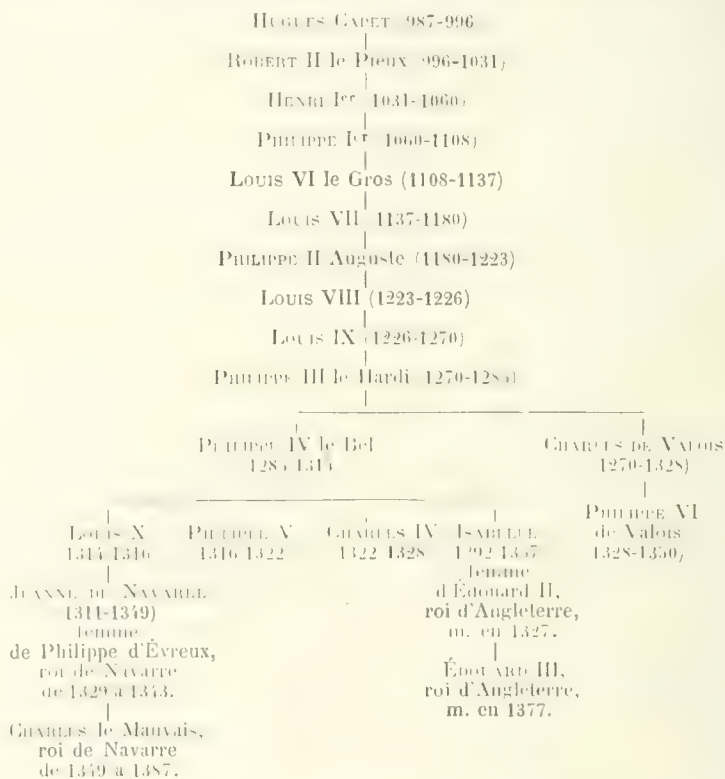 HUGUES CAPET 987-996
ROBERT II le Pieux 996-1031)
HENRI Ier 1031-1060)
PHILIPPE Ier 1060-1108)
LOUIS VI le Gros (1108-1137)
LOUIS VII 1137-1180)
PHILIPPE II Auguste (1180-1223)
LOUIS VIII (1223-1226)
LOUIS IX (1226-1270)
PHILIPPE III le Hardi 1270-1285)
PHILIPPE IV le Bel
1285 1314
CHARLES DE VALOIS
1270-1328)
LOUIS X
1314 1316
PHILIPPE V
1316 1322
CHARLES IV
1322 1328
ISABELLE
1292-1357
femme
d'Édouard II,
roi d'Angleterre,
m. en 1327.
PHILIPPE VI
de Valois
1328-1350)
JEANNE DE NAVARRE
(1311-1349)
femme
de Philippe d'Évreux,
roi de Navarre
de 1329 à 1343.
ÉDOUARD III,
roi d'Angleterre,
m. en 1377.
CHARLES le Mauvais,
roi de Navarre
de 1349 à 1387.